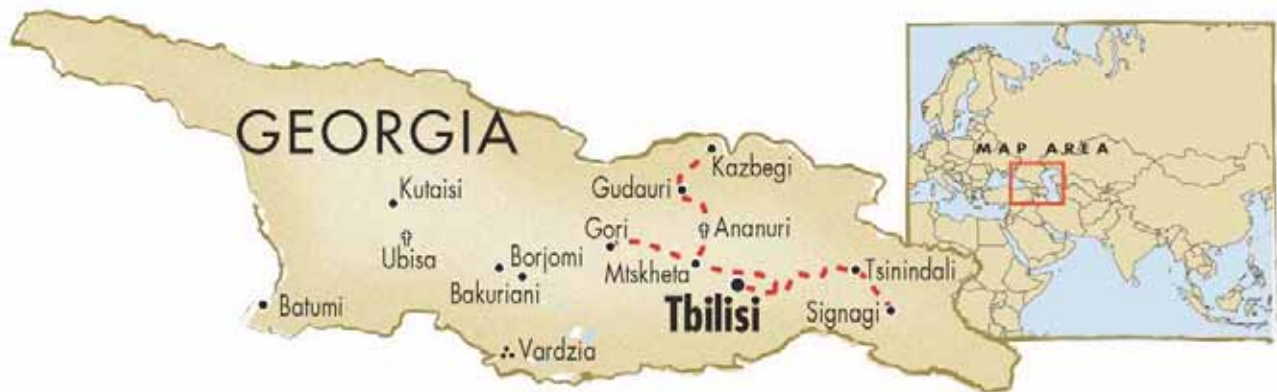 GEORGIA
MAP AREA
Kazbegi
Kutaisi
Gudauri
Gori
Ananuri
Ubisa
Borjomi
Mtskheta
Tsinindali
Bakuriani
Batumi
Tbilisi
Signagi
Vardzia